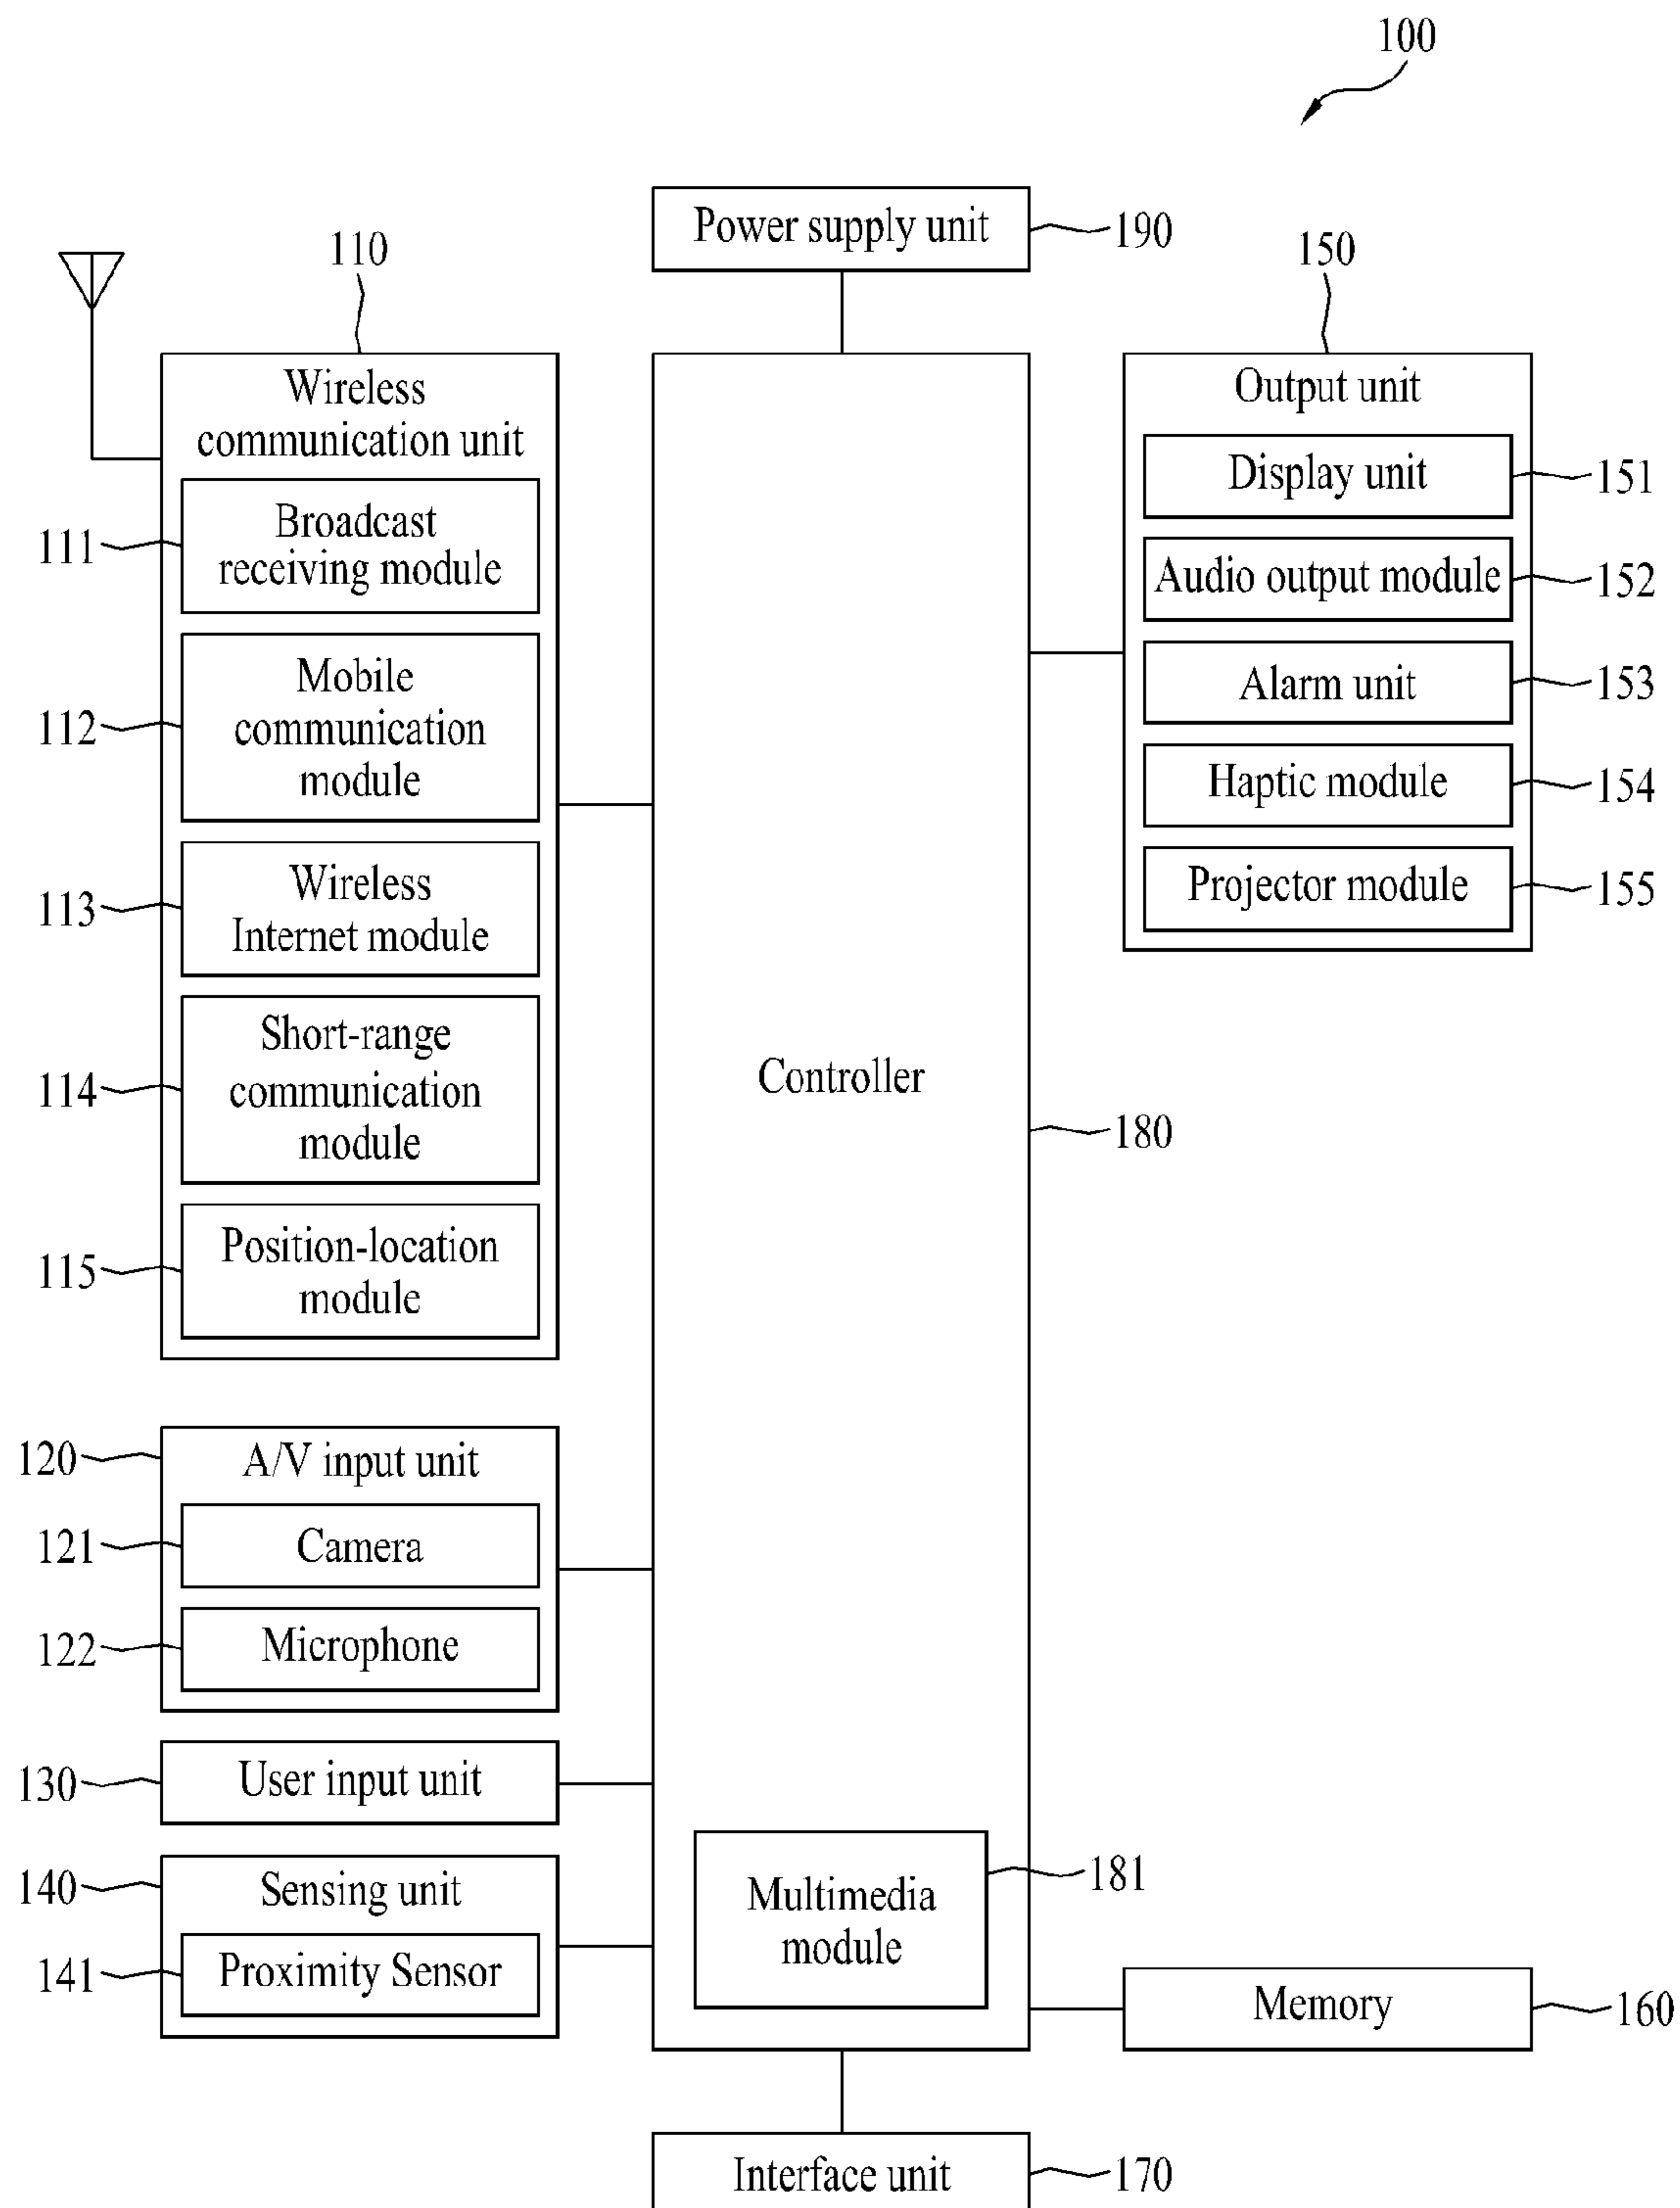 100
Power supply unit
190
110
150
Wireless
communication unit
Broadcast
receiving module
111
Mobile
communication
module
112
Wireless
Internet module
113
Short-range
communication
module
114
Position-location
module
115
Output unit
Display unit
151
Audio output module
152
Alarm unit
153
Haptic module
154
Projector module
155
Controller
180
120
A/V input unit
121
Camera
122
Microphone
130
User input unit
140
Sensing unit
141
Proximity Sensor
Multimedia
module
181
Memory
160
Interface unit
170